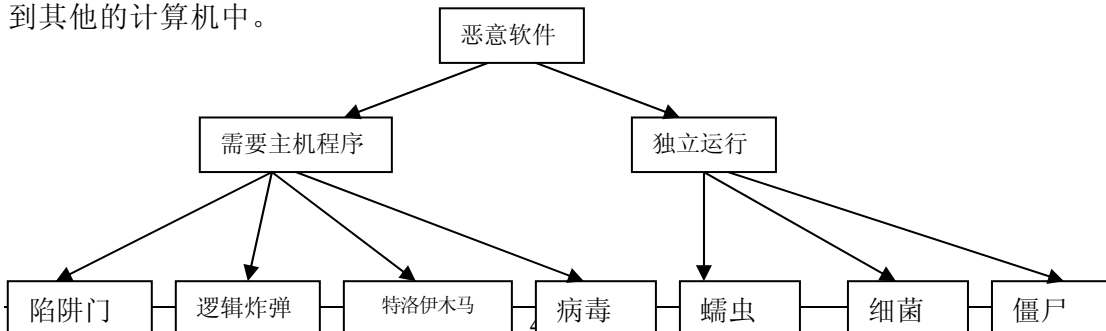 到其他的计算机中。
恶意软件
需要主机程序 独立运行
陷阱门 逻辑炸弹 特洛伊木马 病毒 蠕虫 细菌 僵尸